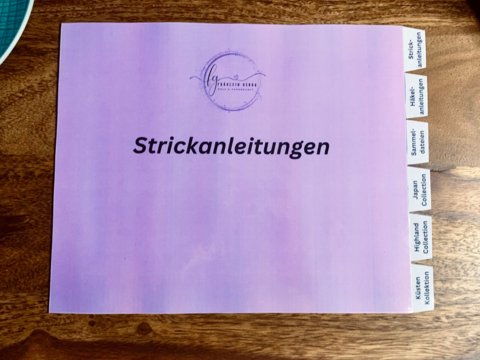 Strickanleitungen
Strick-
anleitungen
Häkel-
anleitungen
Sammel-
dateien
Japan
Collection
Highland
Collection
Küsten
Kollektion